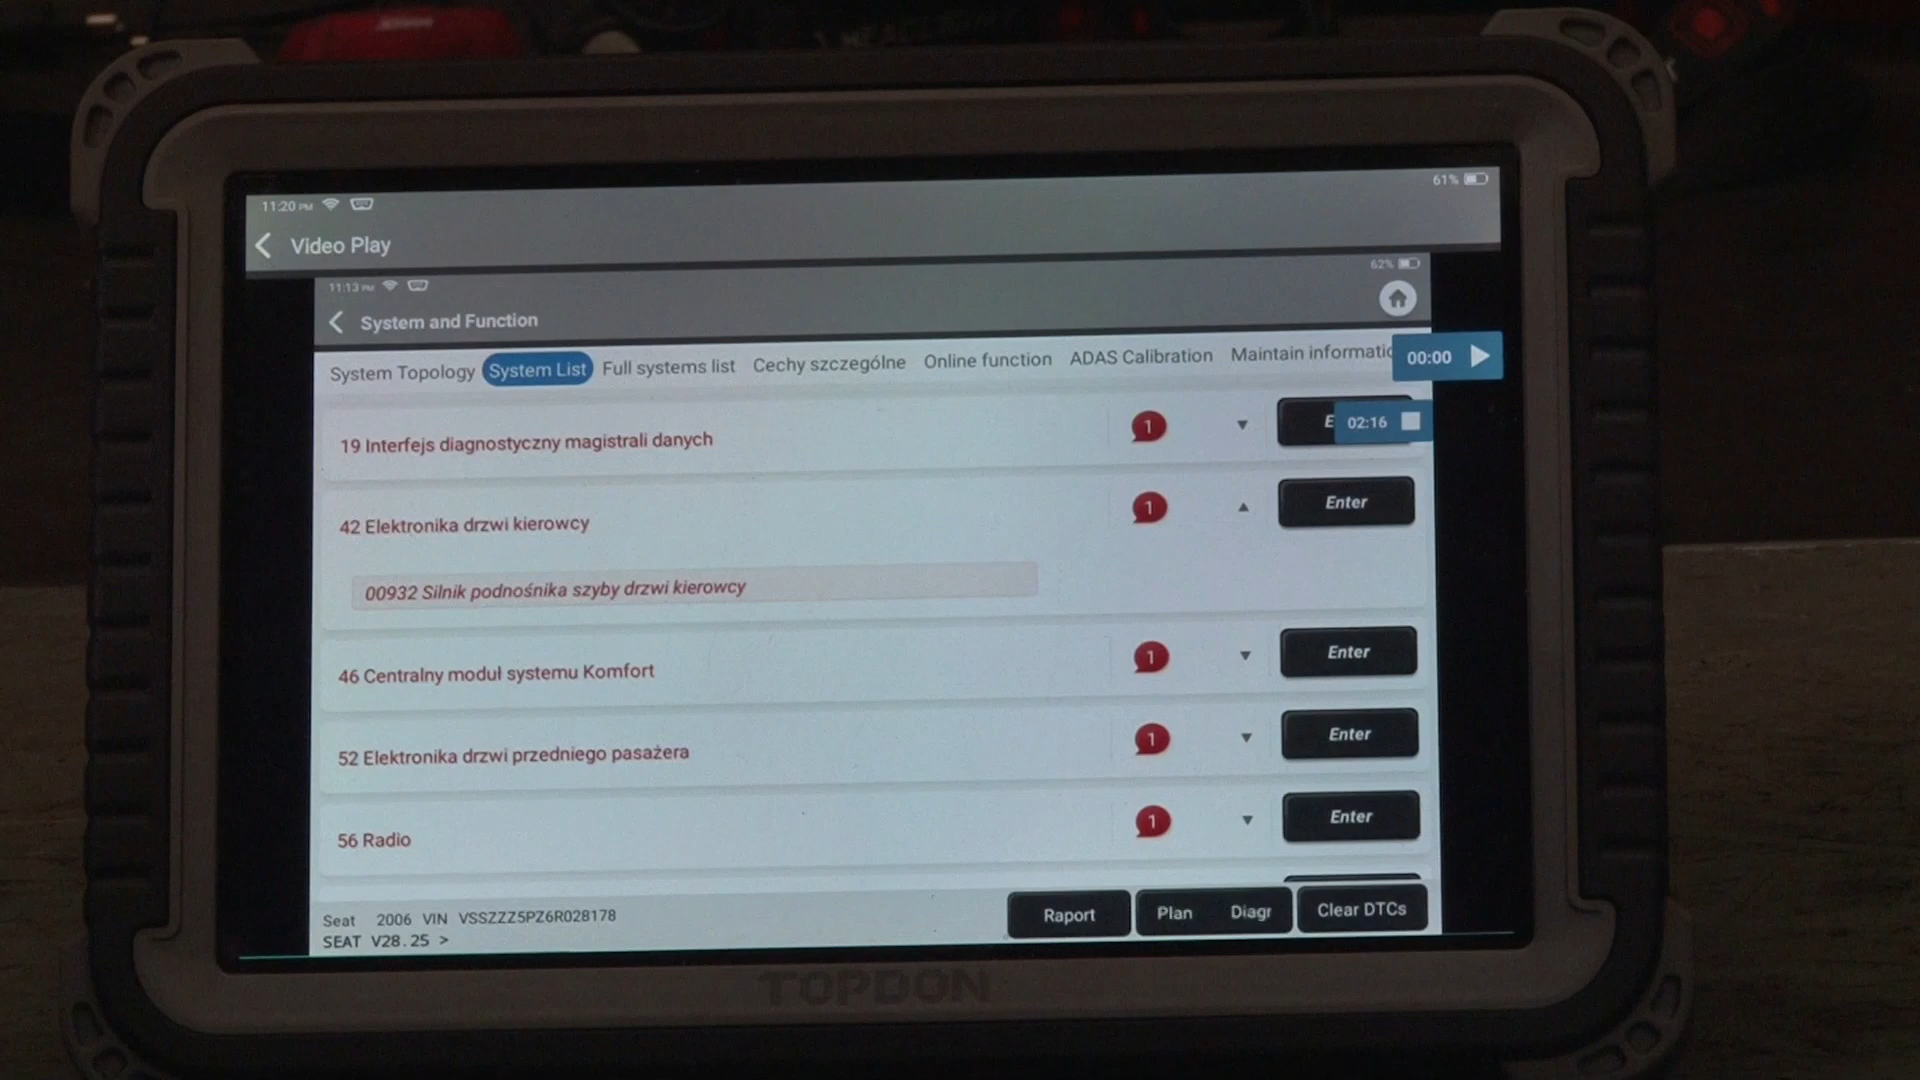 11:20 PM
61%
Video Play
11:13 PM
62%
System and Function
System Topology System List Full systems list Cechy szczególne Online function ADAS Calibration Maintain informatic
00:00
19 Interfejs diagnostyczny magistrali danych 1 E
02:16
42 Elektronika drzwi kierowcy 1 Enter
00932 Silnik podnośnika szyby drzwi kierowcy
46 Centralny moduł systemu Komfort 1 Enter
52 Elektronika drzwi przedniego pasażera 1 Enter
56 Radio 1 Enter
Seat 2006 VIN VSSZZZ5PZ6R028178
SEAT V28.25 >
Raport Plan Diagr Clear DTCs
TOPDON